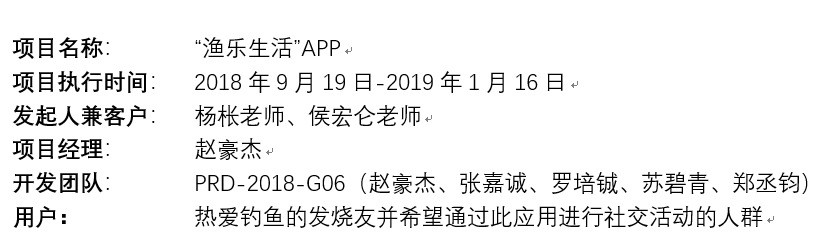 项目名称： “渔乐生活”APP
项目执行时间： 2018 年 9 月 19 日-2019 年 1 月 16 日
发起人兼客户： 杨枨老师、侯宏仑老师
项目经理： 赵豪杰
开发团队： PRD-2018-G06（赵豪杰、张嘉诚、罗培铖、苏碧青、郑丞钧）
用户： 热爱钓鱼的发烧友并希望通过此应用进行社交活动的人群